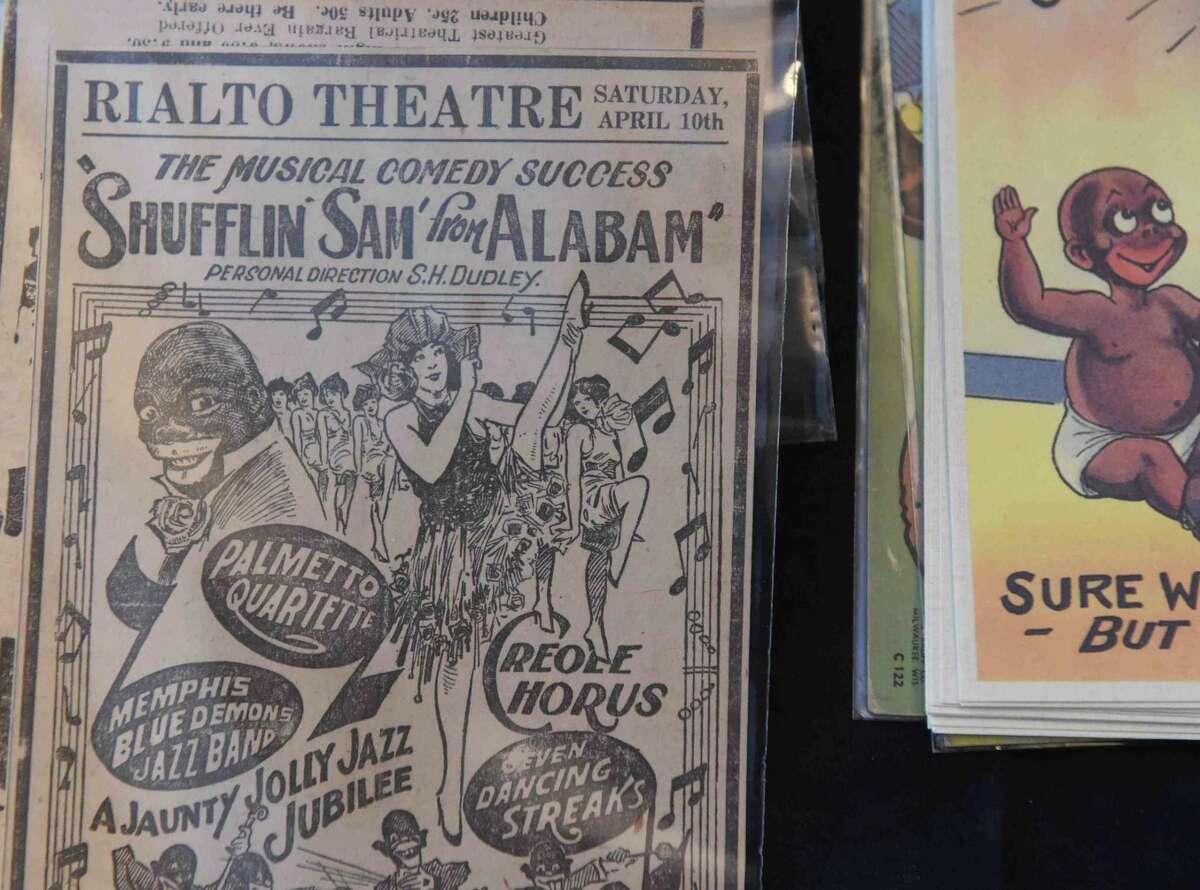 Children 25c. Adults 50c. Be there early.
Greatest Theatrical Bargain Ever Offered
RIALTO THEATRE
SATURDAY,
APRIL 10th
THE MUSICAL COMEDY SUCCESS
"SHUFFLIN' SAM' from ALABAM"
PERSONAL DIRECTION S.H. DUDLEY.
PALMETTO
QUARTETTE
CREOLE
CHORUS
MEMPHIS
BLUE DEMONS
JAZZ BAND
A JAUNTY JOLLY JAZZ
JUBILEE
SEVEN
DANCING
STREAKS
MILWAUKEE WIS
C 122
SURE W
- BUT